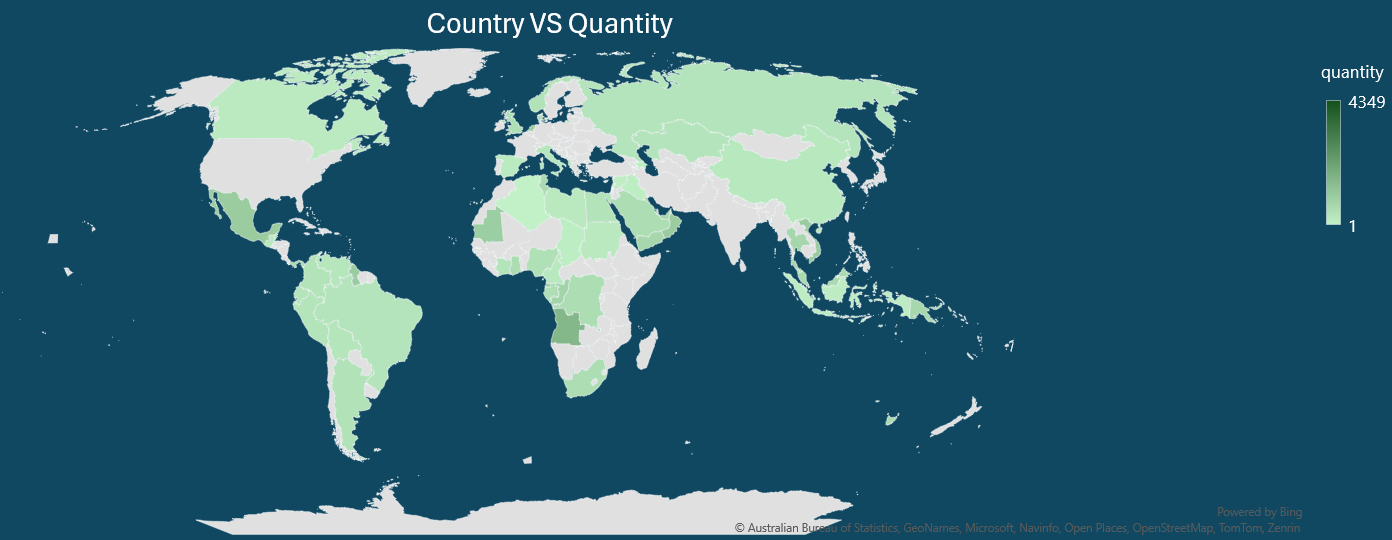 Country VS Quantity
quantity
4349
1
Powered by Bing
© Australian Bureau of Statistics, GeoNames, Microsoft, Navinfo, Open Places, OpenStreetMap, TomTom, Zenrin